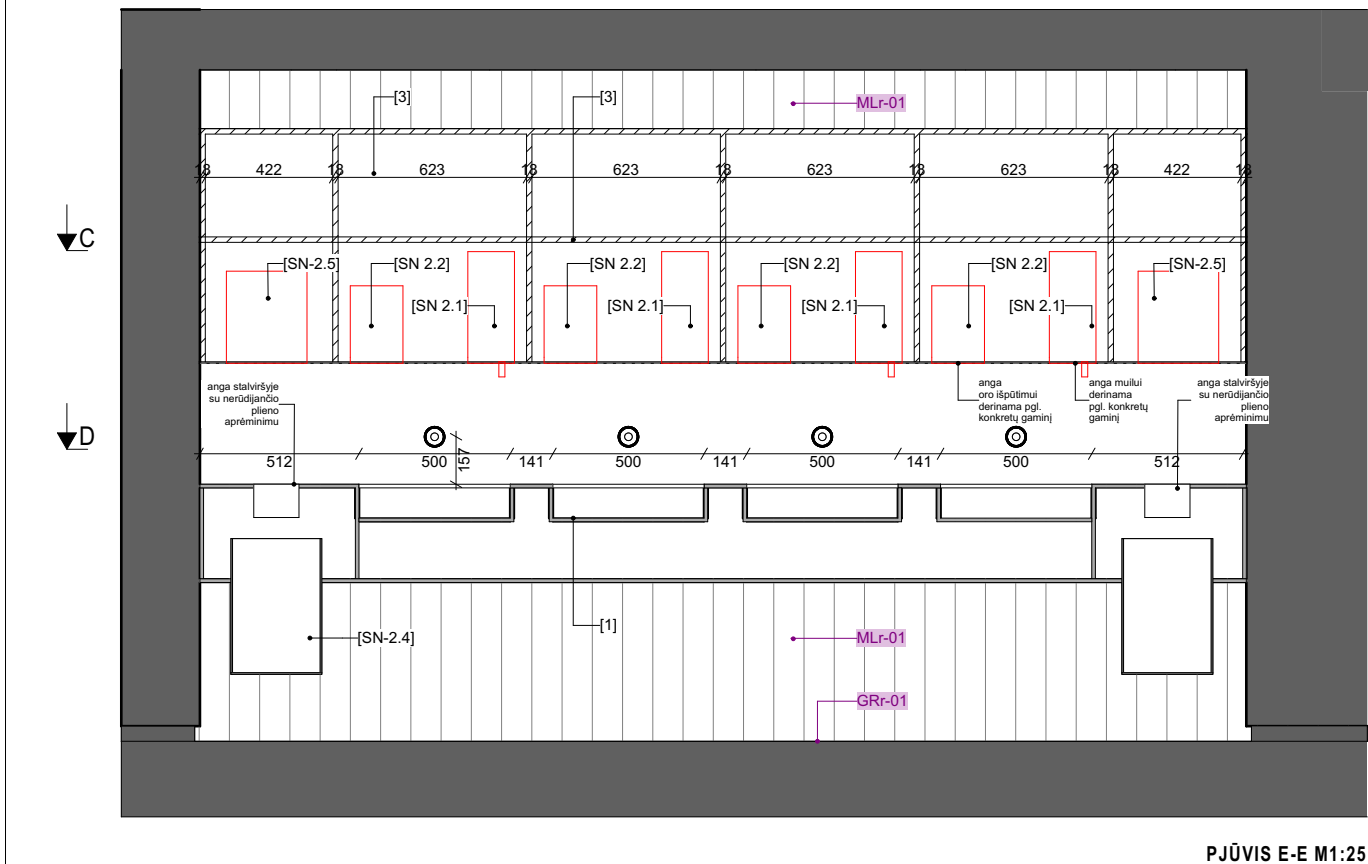 [3]
[3]
MLr-01
18 422 18 623 18 623 18 623 18 623 18 422 18
C
[SN-2.5]
[SN 2.2]
[SN 2.2]
[SN 2.2]
[SN 2.2]
[SN-2.5]
[SN 2.1]
[SN 2.1]
[SN 2.1]
[SN 2.1]
anga stalviršyje
su nerūdijančio
plieno
aprėminimu
anga
oro išpūtimui
derinama pgl.
konkretų gaminį
anga muilui
derinama
pgl. konkretų
gaminį
anga stalviršyje
su nerūdijančio
plieno
aprėminimu
D
512 500 157 141 500 141 500 141 500 512
[1]
[SN-2.4]
MLr-01
GRr-01
PJŪVIS E-E M1:25